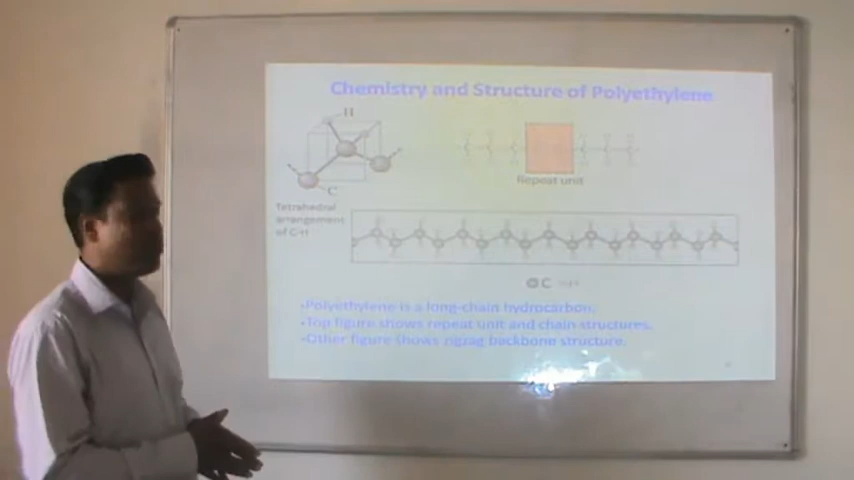 Chemistry and Structure of Polyethylene
H
C
Repeat unit
Tetrahedral
arrangement
of C-H
C
•Polyethylene is a long-chain hydrocarbon.
•Top figure shows repeat unit and chain structures.
•Other figure shows zigzag backbone structure.